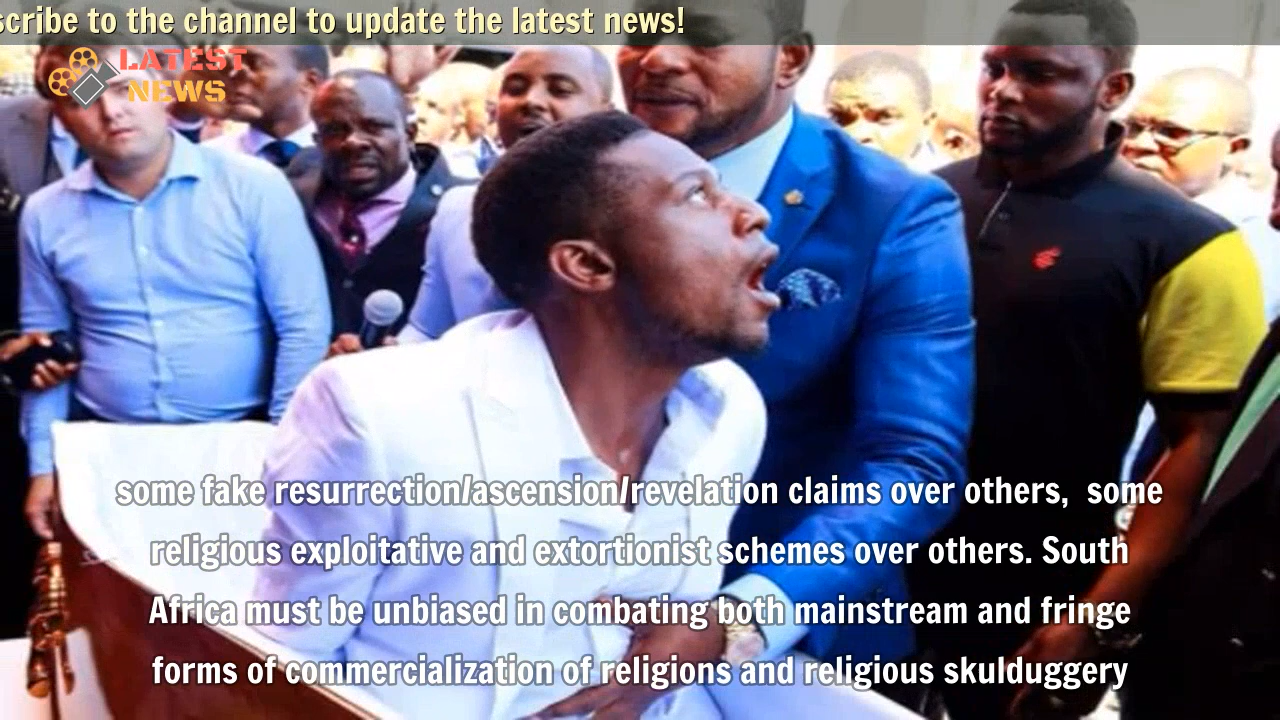 scribe to the channel to update the latest news!
LATEST
NEWS
some fake resurrection/ascension/revelation claims over others, some
religious exploitative and extortionist schemes over others. South
Africa must be unbiased in combating both mainstream and fringe
forms of commercialization of religions and religious skulduggery